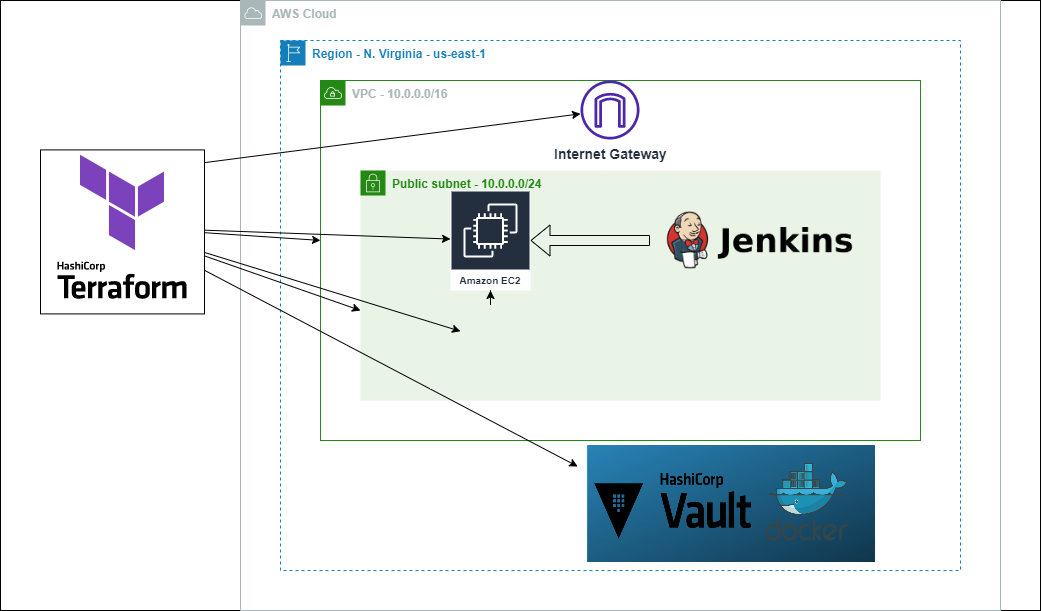 AWS Cloud
Region - N. Virginia - us-east-1
VPC - 10.0.0.0/16
Internet Gateway
Public subnet - 10.0.0.0/24
Amazon EC2
Jenkins
HashiCorp
Terraform
HashiCorp
Vault
docker